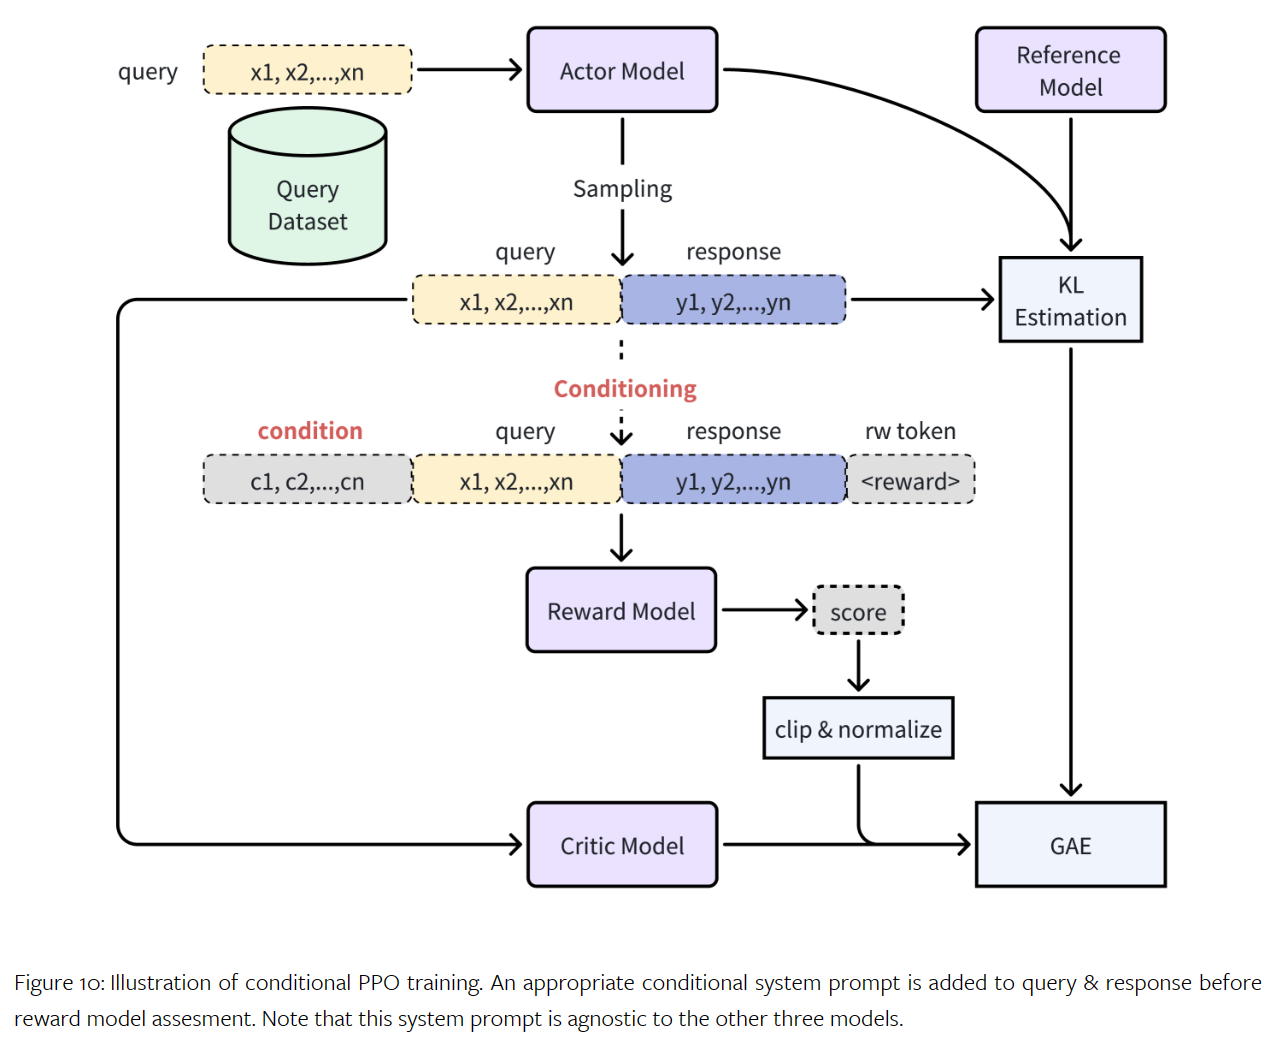 query
x1, x2,...,xn
Actor Model
Reference
Model
Query
Dataset
Sampling
query
response
x1, x2,...,xn
y1, y2,...,yn
KL
Estimation
Conditioning
condition
query
response
rw token
c1, c2,...,cn
x1, x2,...,xn
y1, y2,...,yn
<reward>
Reward Model
score
clip & normalize
Critic Model
GAE
Figure 10: Illustration of conditional PPO training. An appropriate conditional system prompt is added to query & response before
reward model assesment. Note that this system prompt is agnostic to the other three models.